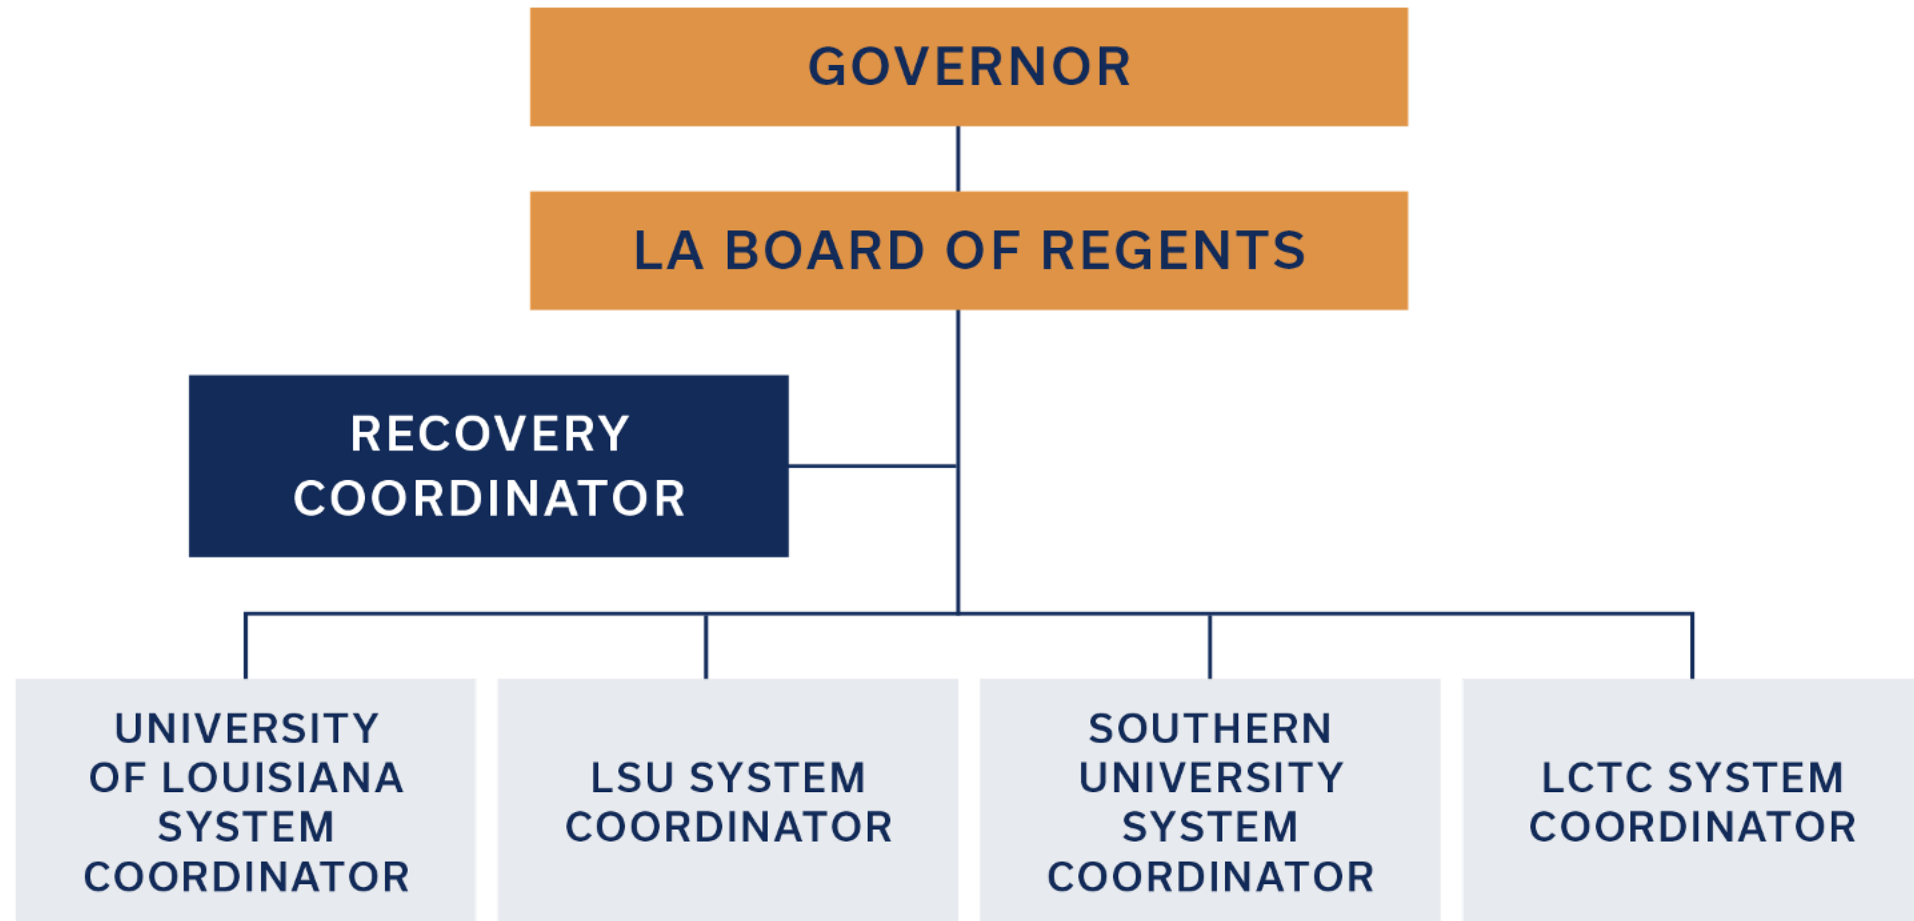 GOVERNOR
LA BOARD OF REGENTS
RECOVERY
COORDINATOR
UNIVERSITY
OF LOUISIANA
SYSTEM
COORDINATOR
LSU SYSTEM
COORDINATOR
SOUTHERN
UNIVERSITY
SYSTEM
COORDINATOR
LCTC SYSTEM
COORDINATOR